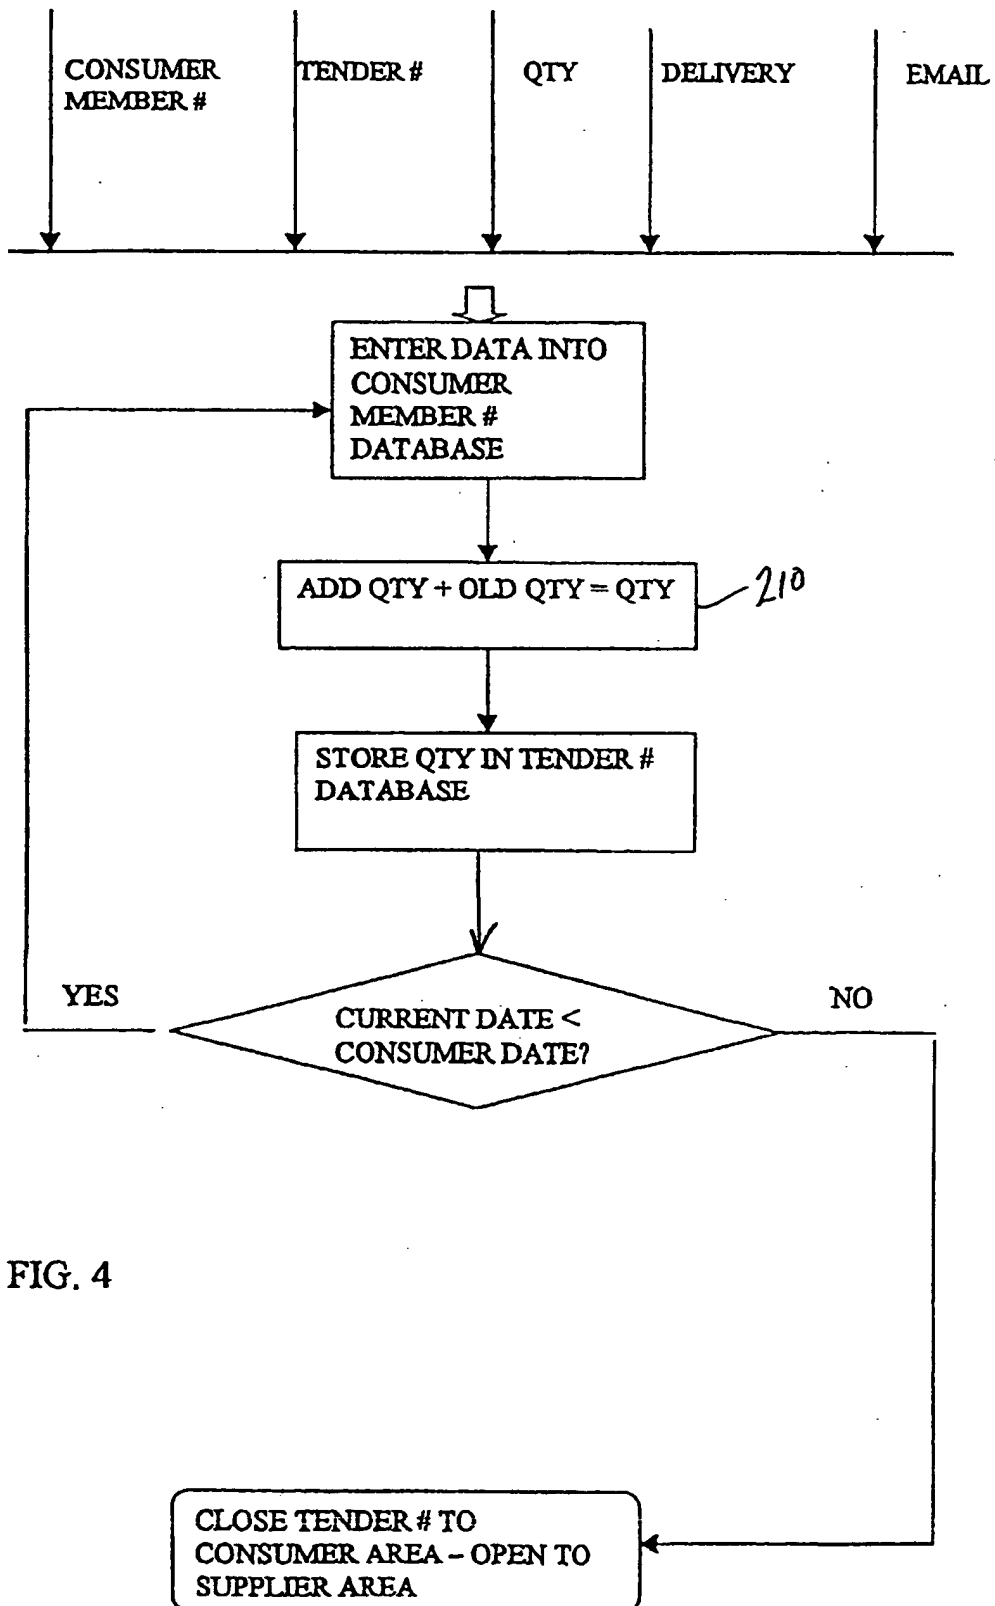 CONSUMER
MEMBER #
TENDER #
QTY
DELIVERY
EMAIL
ENTER DATA INTO
CONSUMER
MEMBER #
DATABASE
ADD QTY + OLD QTY = QTY
210
STORE QTY IN TENDER #
DATABASE
YES
NO
CURRENT DATE <
CONSUMER DATE?
FIG. 4
CLOSE TENDER # TO
CONSUMER AREA – OPEN TO
SUPPLIER AREA